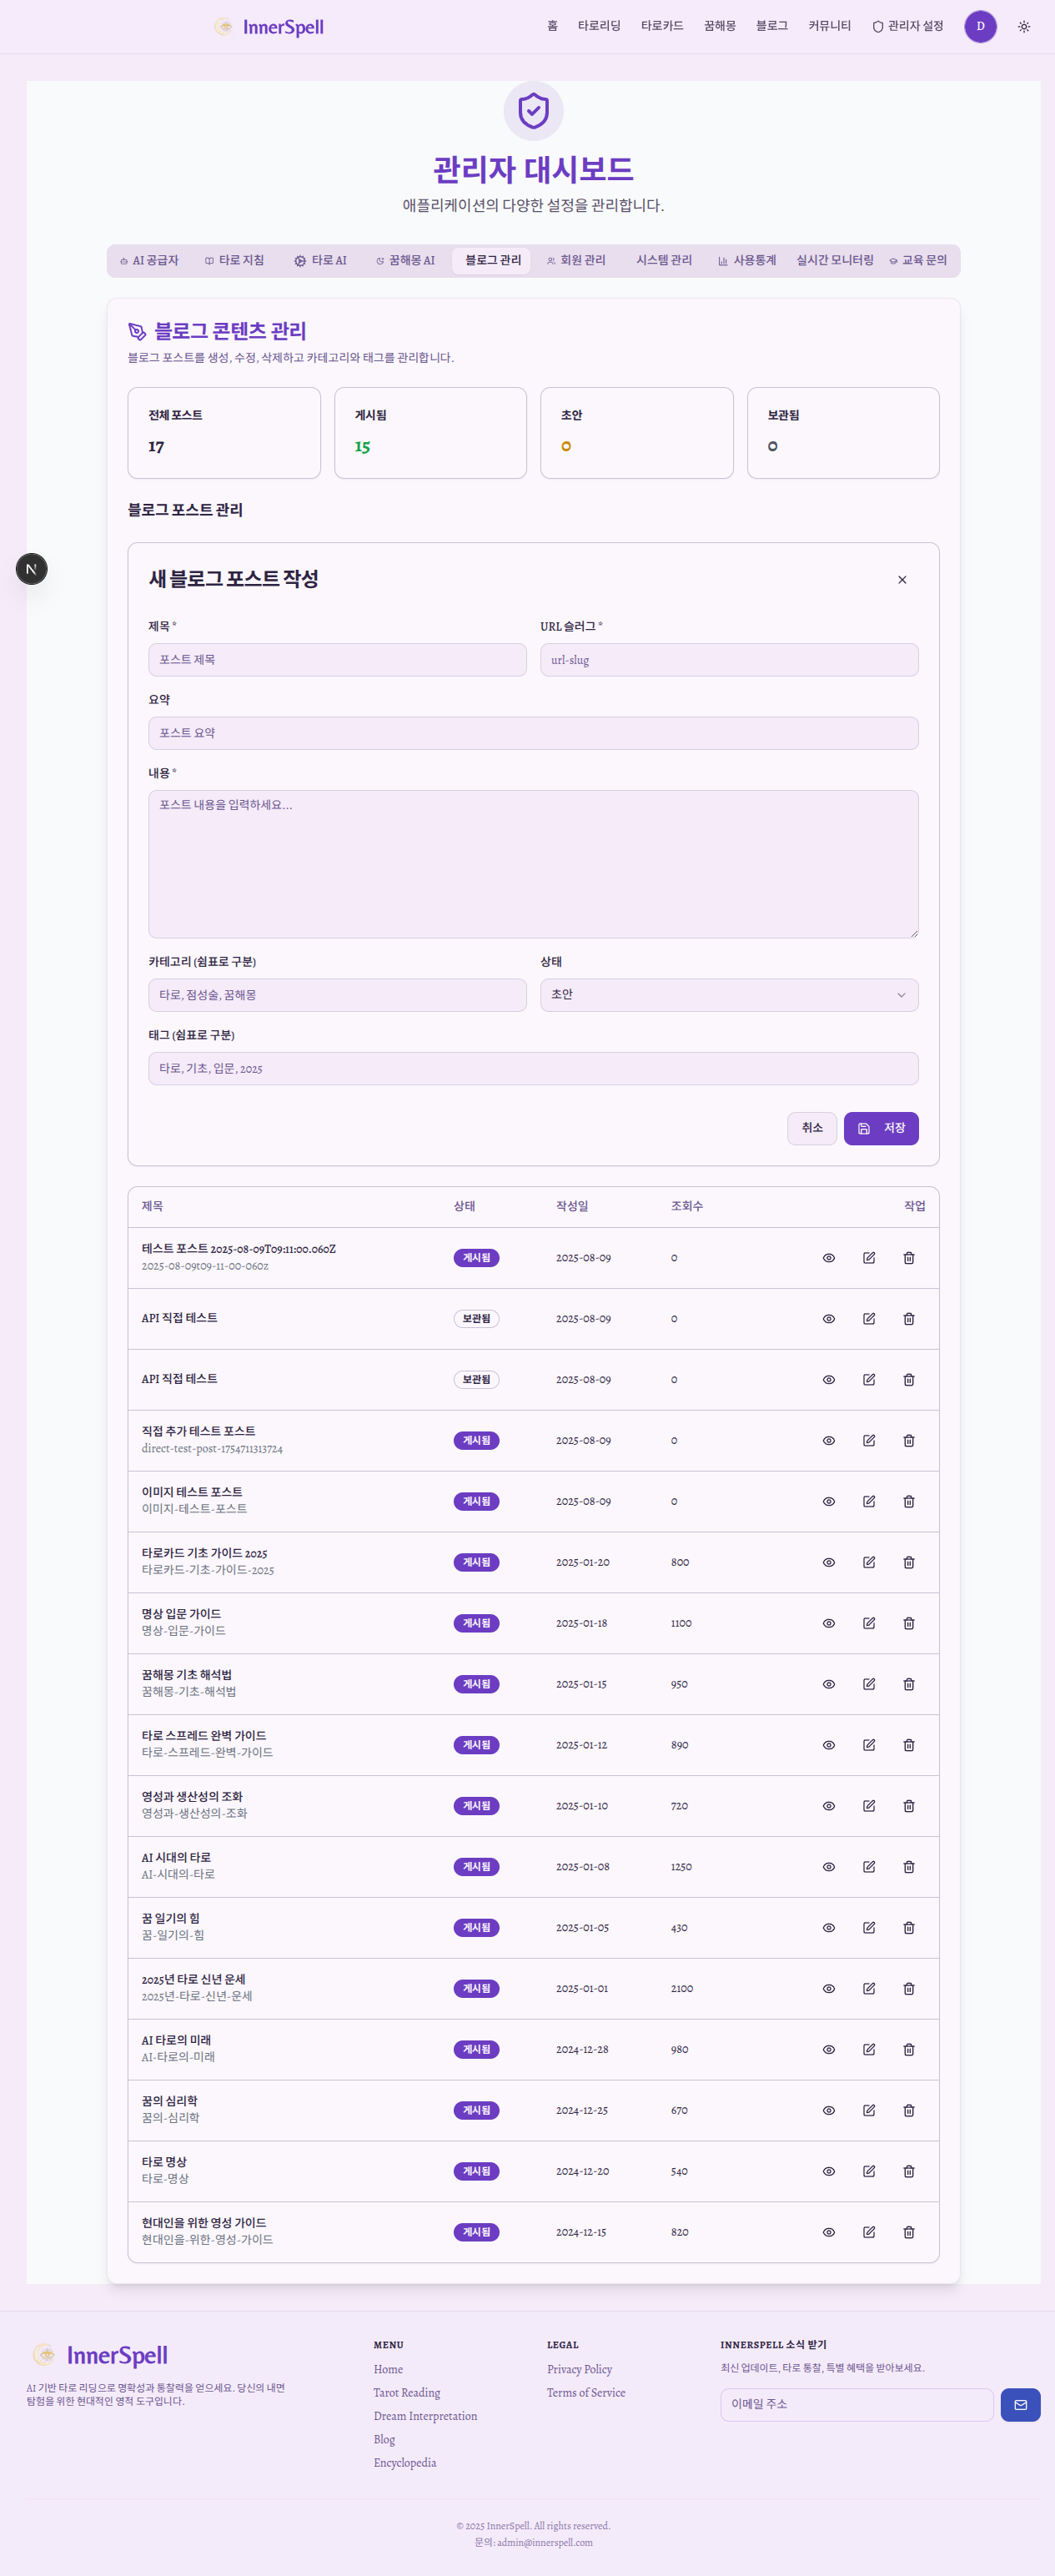 InnerSpell 홈 타로리딩 타로카드 꿈해몽 블로그 커뮤니티 관리자 설정 D
관리자 대시보드
애플리케이션의 다양한 설정을 관리합니다.
AI 공급자 타로 지침 타로 AI 꿈해몽 AI 블로그 관리 회원 관리 시스템 관리 사용통계 실시간 모니터링 교육 문의
블로그 콘텐츠 관리
블로그 포스트를 생성, 수정, 삭제하고 카테고리와 태그를 관리합니다.
전체 포스트 게시됨 초안 보관됨
17 15 0 0
블로그 포스트 관리
N
새 블로그 포스트 작성
제목 * URL 슬러그 *
포스트 제목 url-slug
요약
포스트 요약
내용 *
포스트 내용을 입력하세요...
카테고리 (쉼표로 구분) 상태
타로, 점성술, 꿈해몽 초안
태그 (쉼표로 구분)
타로, 기초, 입문, 2025
취소 저장
제목 상태 작성일 조회수 작업
테스트 포스트 2025-08-09T09:11:00.060Z 게시됨 2025-08-09 0
2025-08-09t09-11-00-060z
API 직접 테스트 보관됨 2025-08-09 0
API 직접 테스트 보관됨 2025-08-09 0
직접 추가 테스트 포스트 게시됨 2025-08-09 0
direct-test-post-1754711313724
이미지 테스트 포스트 게시됨 2025-08-09 0
이미지-테스트-포스트
타로카드 기초 가이드 2025 게시됨 2025-01-20 800
타로카드-기초-가이드-2025
명상 입문 가이드 게시됨 2025-01-18 1100
명상-입문-가이드
꿈해몽 기초 해석법 게시됨 2025-01-15 950
꿈해몽-기초-해석법
타로 스프레드 완벽 가이드 게시됨 2025-01-12 890
타로-스프레드-완벽-가이드
영성과 생산성의 조화 게시됨 2025-01-10 720
영성과-생산성의-조화
AI 시대의 타로 게시됨 2025-01-08 1250
AI-시대의-타로
꿈 일기의 힘 게시됨 2025-01-05 430
꿈-일기의-힘
2025년 타로 신년 운세 게시됨 2025-01-01 2100
2025년-타로-신년-운세
AI 타로의 미래 게시됨 2024-12-28 980
AI-타로의-미래
꿈의 심리학 게시됨 2024-12-25 670
꿈의-심리학
타로 명상 게시됨 2024-12-20 540
타로-명상
현대인을 위한 영성 가이드 게시됨 2024-12-15 820
현대인을-위한-영성-가이드
InnerSpell
AI 기반 타로 리딩으로 명확성과 통찰력을 얻으세요. 당신의 내면
탐험을 위한 현대적인 영적 도구입니다.
MENU
Home
Tarot Reading
Dream Interpretation
Blog
Encyclopedia
LEGAL
Privacy Policy
Terms of Service
INNERSPELL 소식 받기
최신 업데이트, 타로 통찰, 특별 혜택을 받아보세요.
이메일 주소
© 2025 InnerSpell. All rights reserved.
문의: admin@innerspell.com